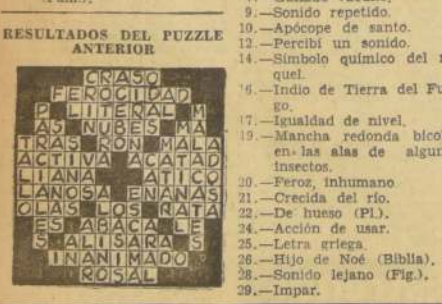 RESULTADOS DEL PUZZLE
ANTERIOR
CRASO
FEROCIDAD
P LITERAL M
AS NUBES MA
TRAS RON MALA
ACTIVA ACATAD
LIANA ATICO
LANOSA ENANAS
OLAS LOS RATA
ES ABACA LE
S ALISARA S
INANIMADO
ROSAL
9.—Sonido repetido.
10.—Apócope de santo.
12.—Percibí un sonido.
14.—Símbolo químico del
quel.
16.—Indio de Tierra del Fu
go.
17.—Igualdad de nivel.
19.—Mancha redonda bico
en las alas de algun
insectos.
20.—Feroz, inhumano
21.—Crecida del río.
22.—De hueso (Pl.).
24.—Acción de usar.
25.—Letra griega.
26.—Hijo de Noé (Biblia).
28.—Sonido lejano (Fig.).
29.—Impar.